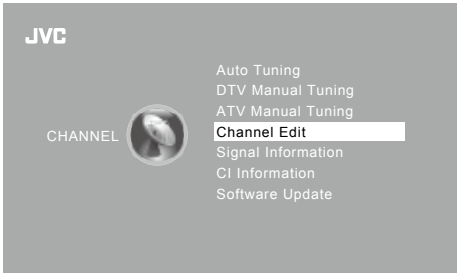 JVC
CHANNEL
Auto Tuning
DTV Manual Tuning
ATV Manual Tuning
Channel Edit
Signal Information
CI Information
Software Update